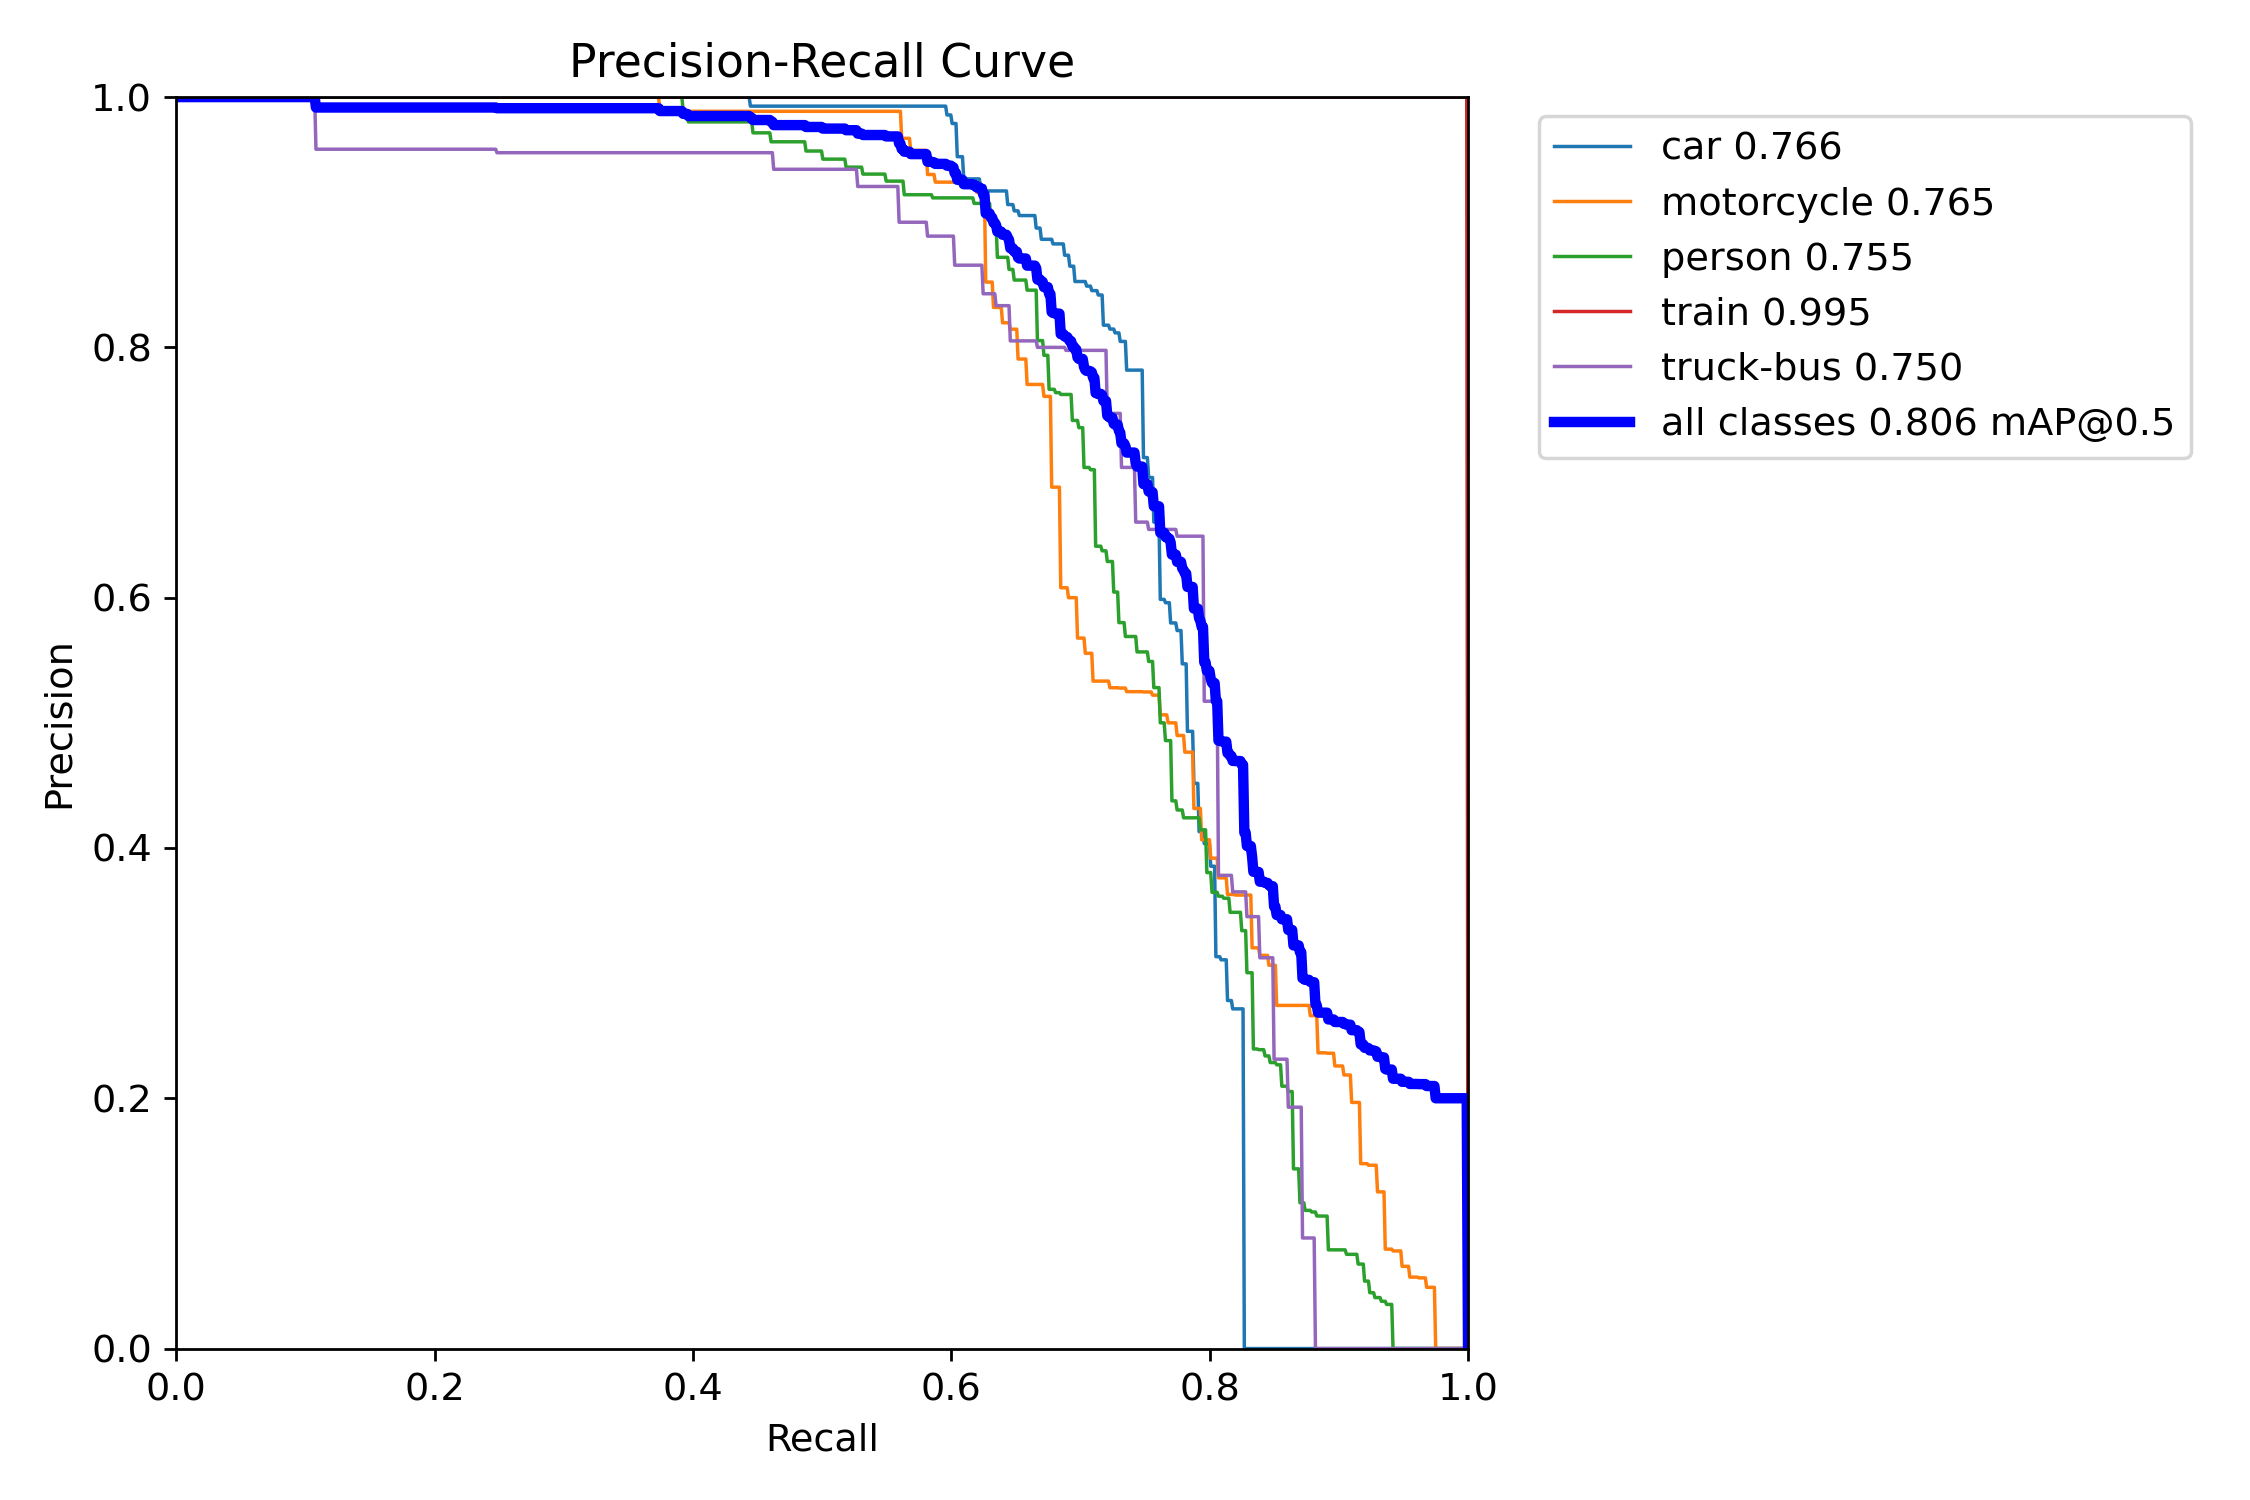 Precision-Recall Curve
1.0
0.8
0.6
0.4
0.2
0.0
Precision
0.0 0.2 0.4 0.6 0.8 1.0
Recall
car 0.766
motorcycle 0.765
person 0.755
train 0.995
truck-bus 0.750
all classes 0.806 mAP@0.5